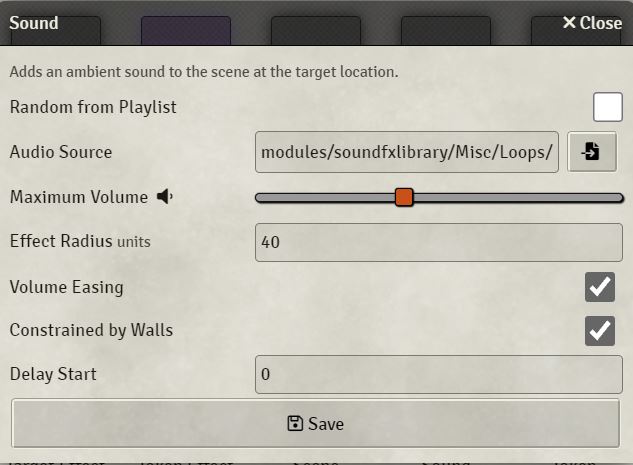 Sound
Close
Adds an ambient sound to the scene at the target location.
Random from Playlist
Audio Source modules/soundfxlibrary/Misc/Loops/
Maximum Volume
Effect Radius units 40
Volume Easing
Constrained by Walls
Delay Start 0
Save